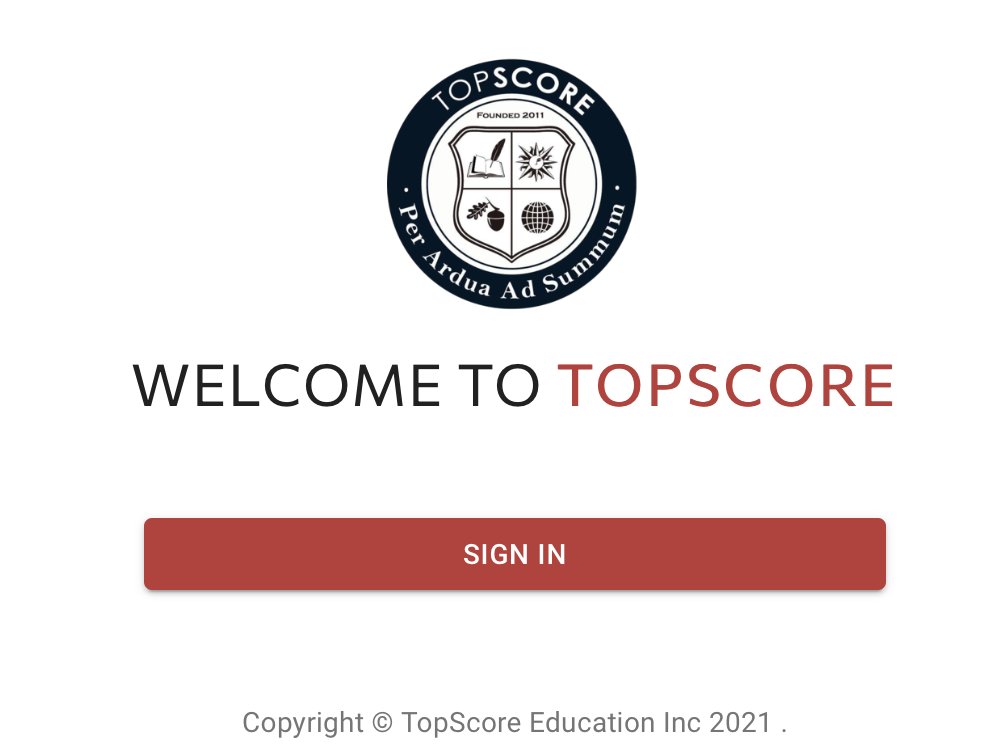 TOPSCORE
FOUNDED 2011
· Per Ardua Ad Summum ·
WELCOME TO TOPSCORE
SIGN IN
Copyright © TopScore Education Inc 2021 .